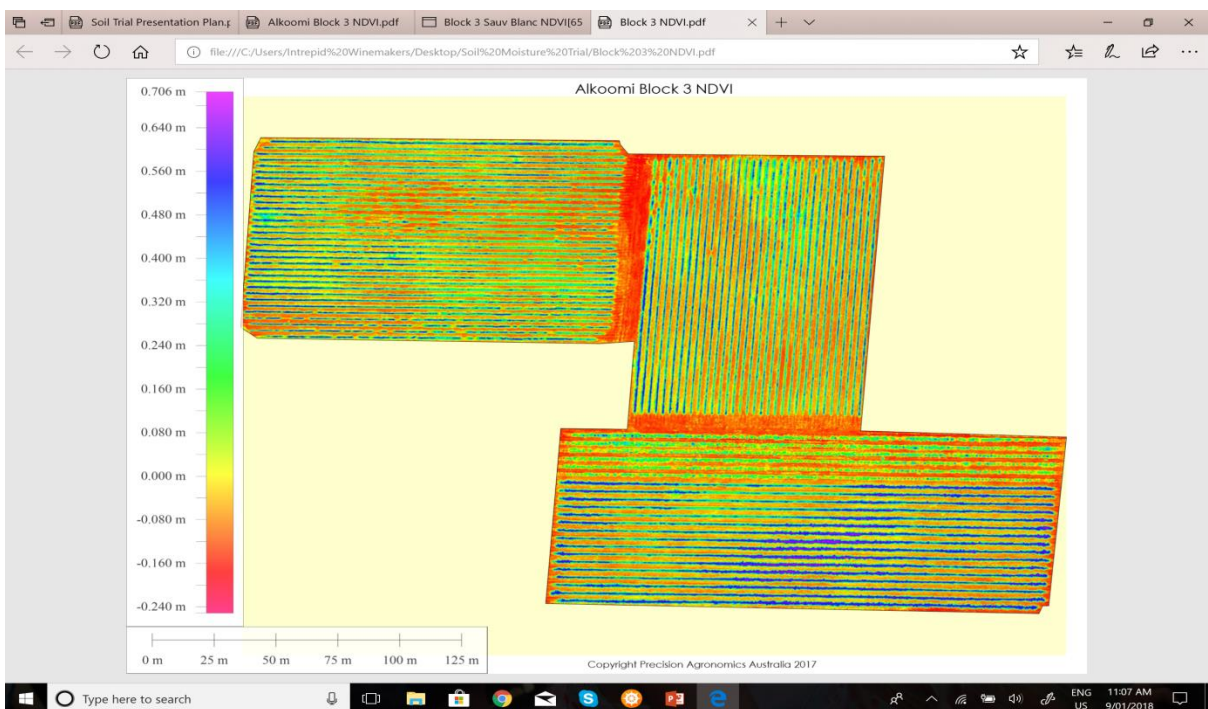 Soil Trial Presentation Plan.p
Alkoomi Block 3 NDVI.pdf
Block 3 Sauv Blanc NDVI[65
Block 3 NDVI.pdf
file:///C:/Users/Intrepid%20Winemakers/Desktop/Soil%20Moisture%20Trial/Block%203%20NDVI.pdf
Alkoomi Block 3 NDVI
0.706 m
0.640 m
0.560 m
0.480 m
0.400 m
0.320 m
0.240 m
0.160 m
0.080 m
0.000 m
-0.080 m
-0.160 m
-0.240 m
0 m 25 m 50 m 75 m 100 m 125 m
Copyright Precision Agronomics Australia 2017
Type here to search
ENG
US
11:07 AM
9/01/2018